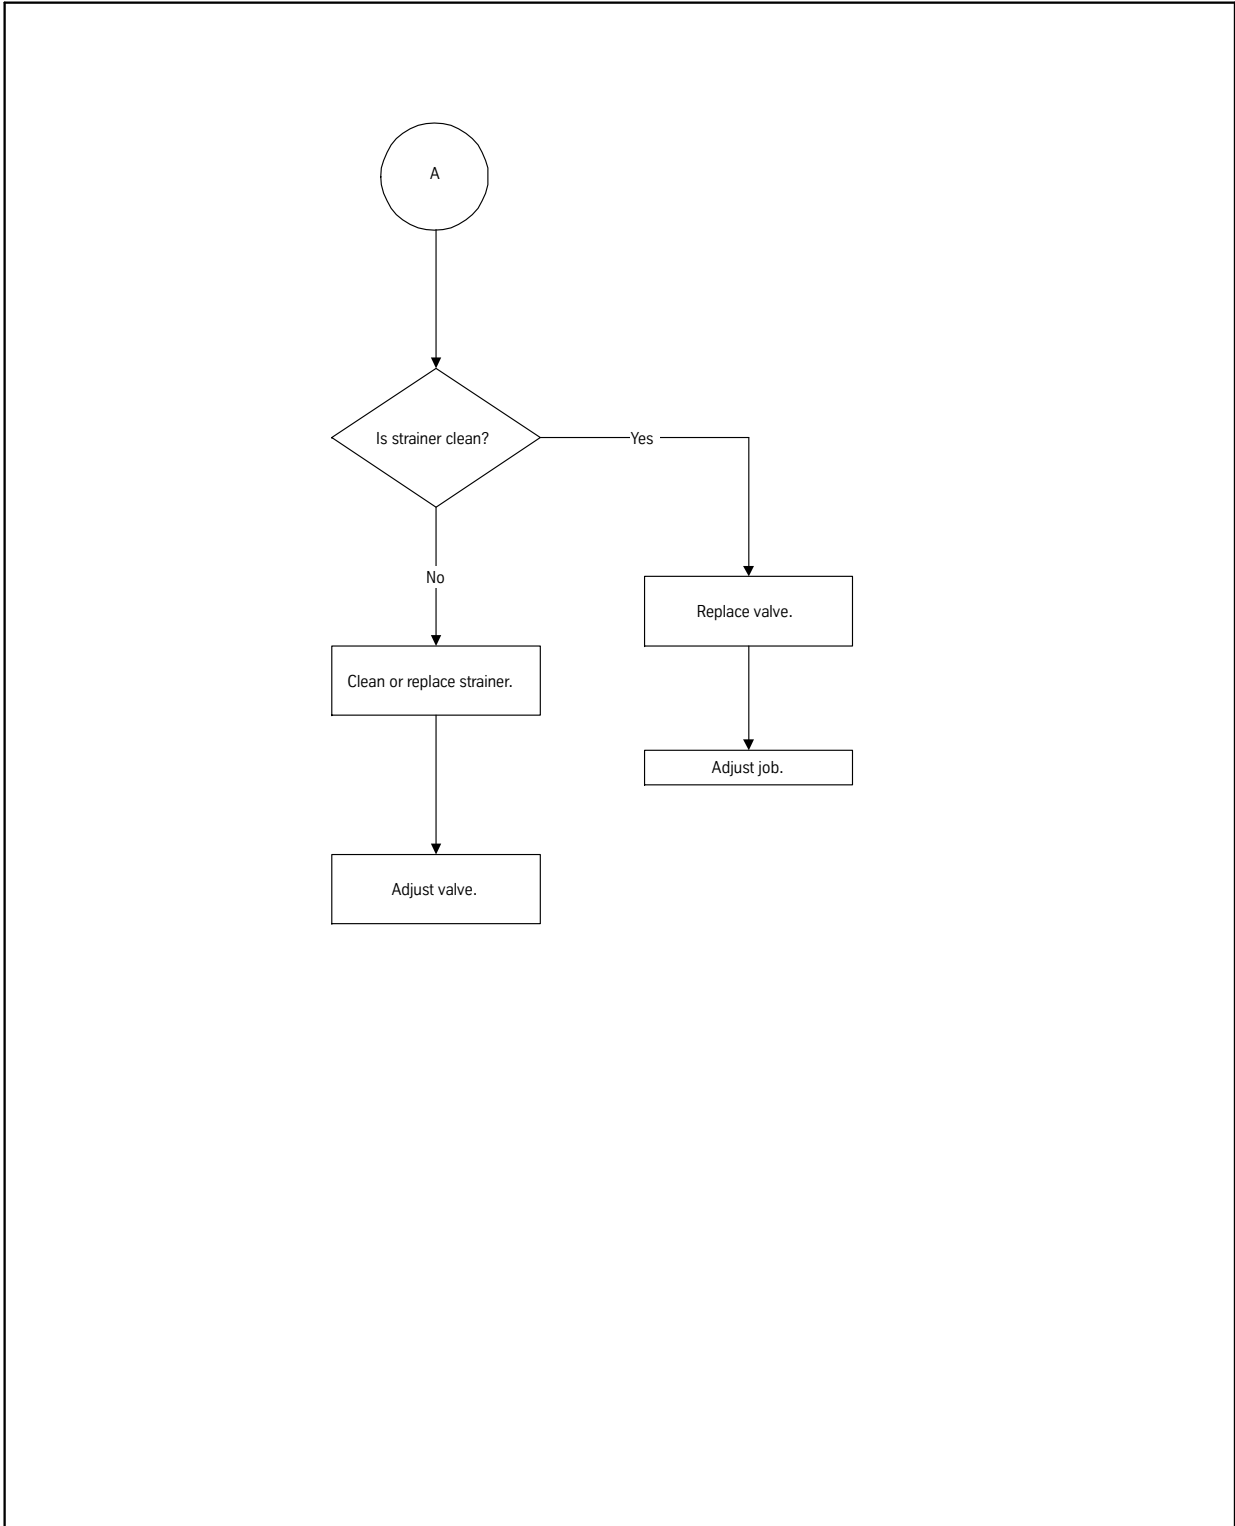 A
Is strainer clean?
Yes
No
Replace valve.
Clean or replace strainer.
Adjust job.
Adjust valve.